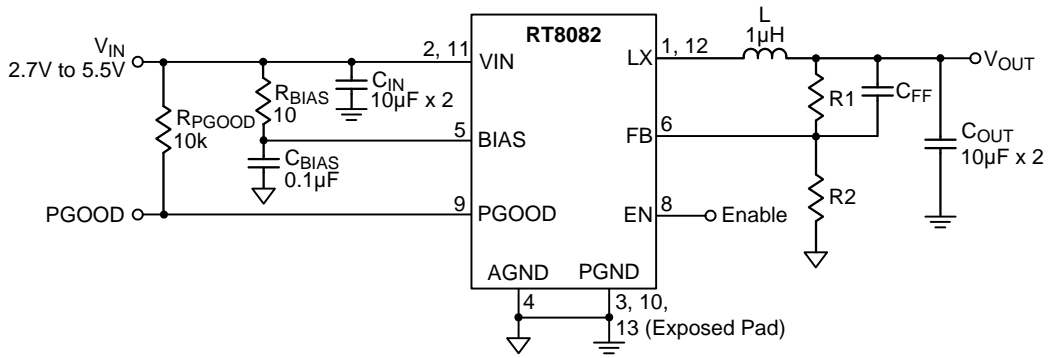 RT8082
V_IN
2.7V to 5.5V
2, 11
VIN
LX
1, 12
L
1µH
V_OUT
R_PGOOD
10k
R_BIAS
10
C_IN
10µF x 2
R1
C_FF
5
BIAS
FB
6
C_BIAS
0.1µF
C_OUT
10µF x 2
R2
PGOOD
9
PGOOD
EN
8
Enable
AGND
PGND
4
3, 10,
13 (Exposed Pad)